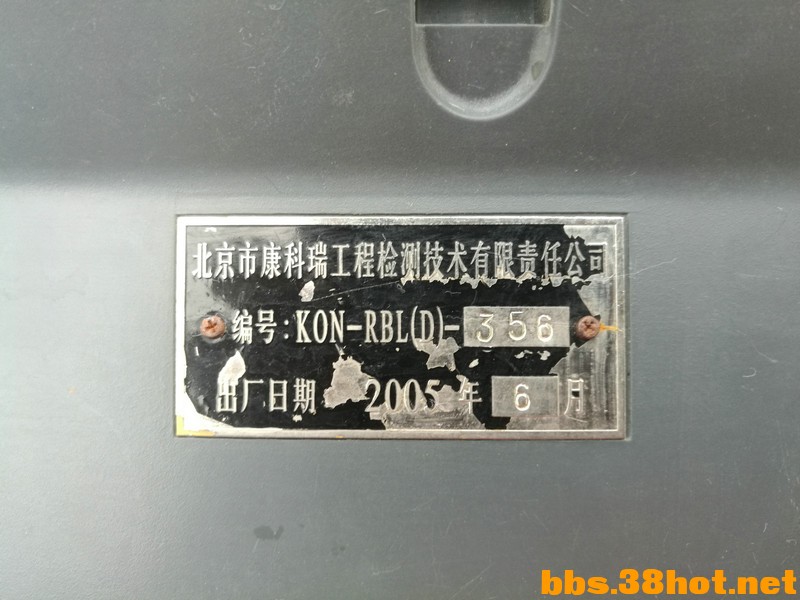 北京市康科瑞工程检测技术有限责任公司
编号:KON-RBL(D)-356
出厂日期 2005年6月
bbs.38hot.net